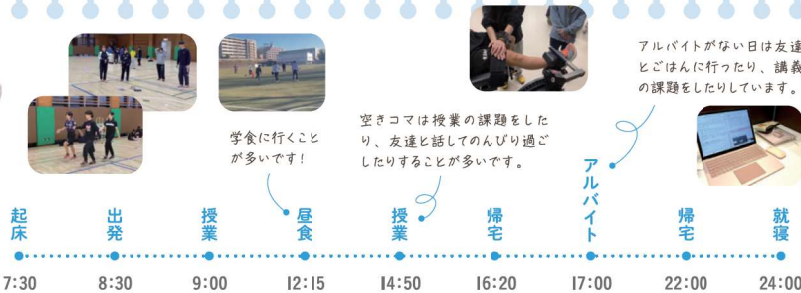 アルバイトがない日は友達
とごはんに行ったり、講義
の課題をしたりしています。
学食に行くこと
が多いです!
空きコマは授業の課題をした
り、友達と話してのんびり過ご
したりすることが多いです。
起床
出発
授業
昼食
授業
帰宅
アルバイト
帰宅
就寝
7:30
8:30
9:00
12:15
14:50
16:20
17:00
22:00
24:00